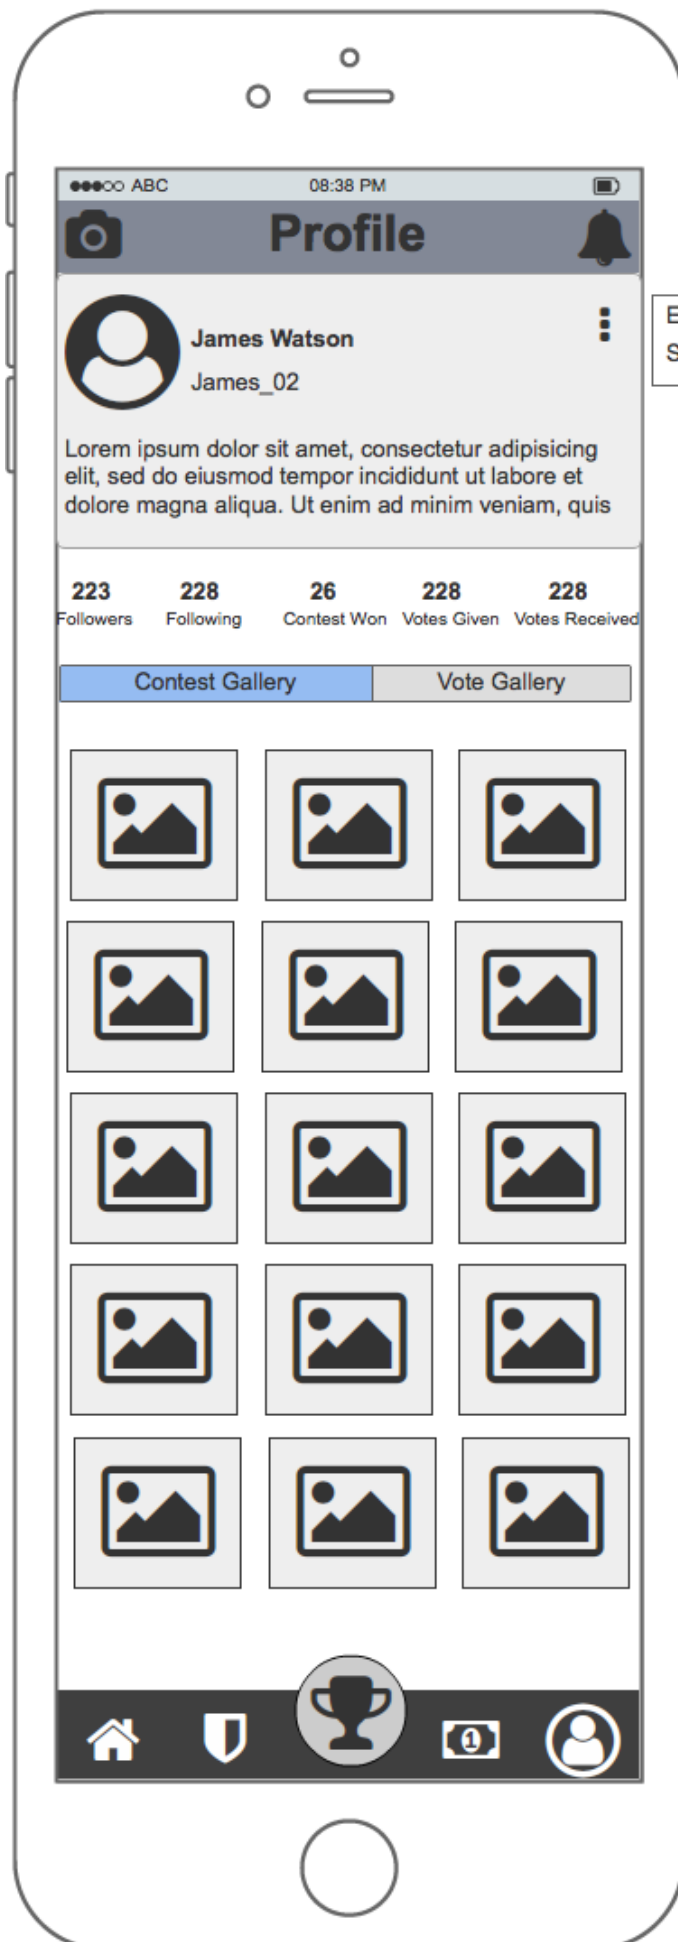 ABC 08:38 PM
Profile
James Watson
James_02
Lorem ipsum dolor sit amet, consectetur adipisicing
elit, sed do eiusmod tempor incididunt ut labore et
dolore magna aliqua. Ut enim ad minim veniam, quis
223 228 26 228 228
Followers Following Contest Won Votes Given Votes Received
Contest Gallery Vote Gallery
E
S
1